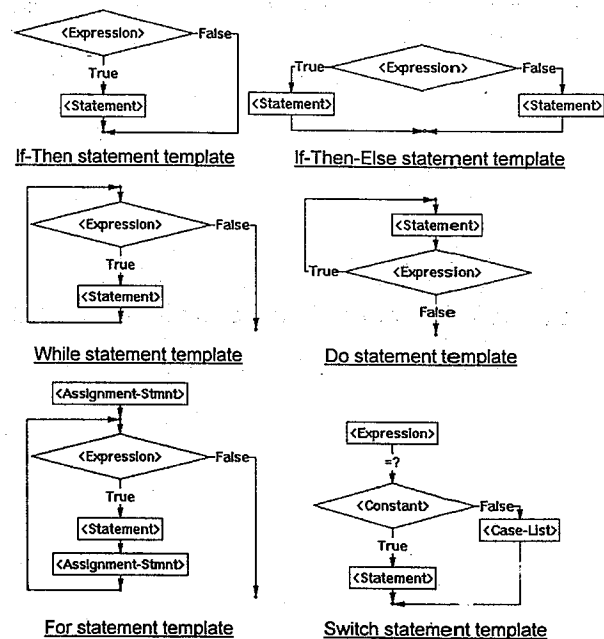 <Expression>
False
True
<Statement>
If-Then statement template
True
<Expression>
False
<Statement>
<Statement>
If-Then-Else statement template
<Expression>
False
True
<Statement>
While statement template
<Statement>
True
<Expression>
False
Do statement template
<Assignment-Stmnt>
<Expression>
False
True
<Statement>
<Assignment-Stmnt>
For statement template
<Expression>
=?
<Constant>
False
<Case-List>
True
<Statement>
Switch statement template